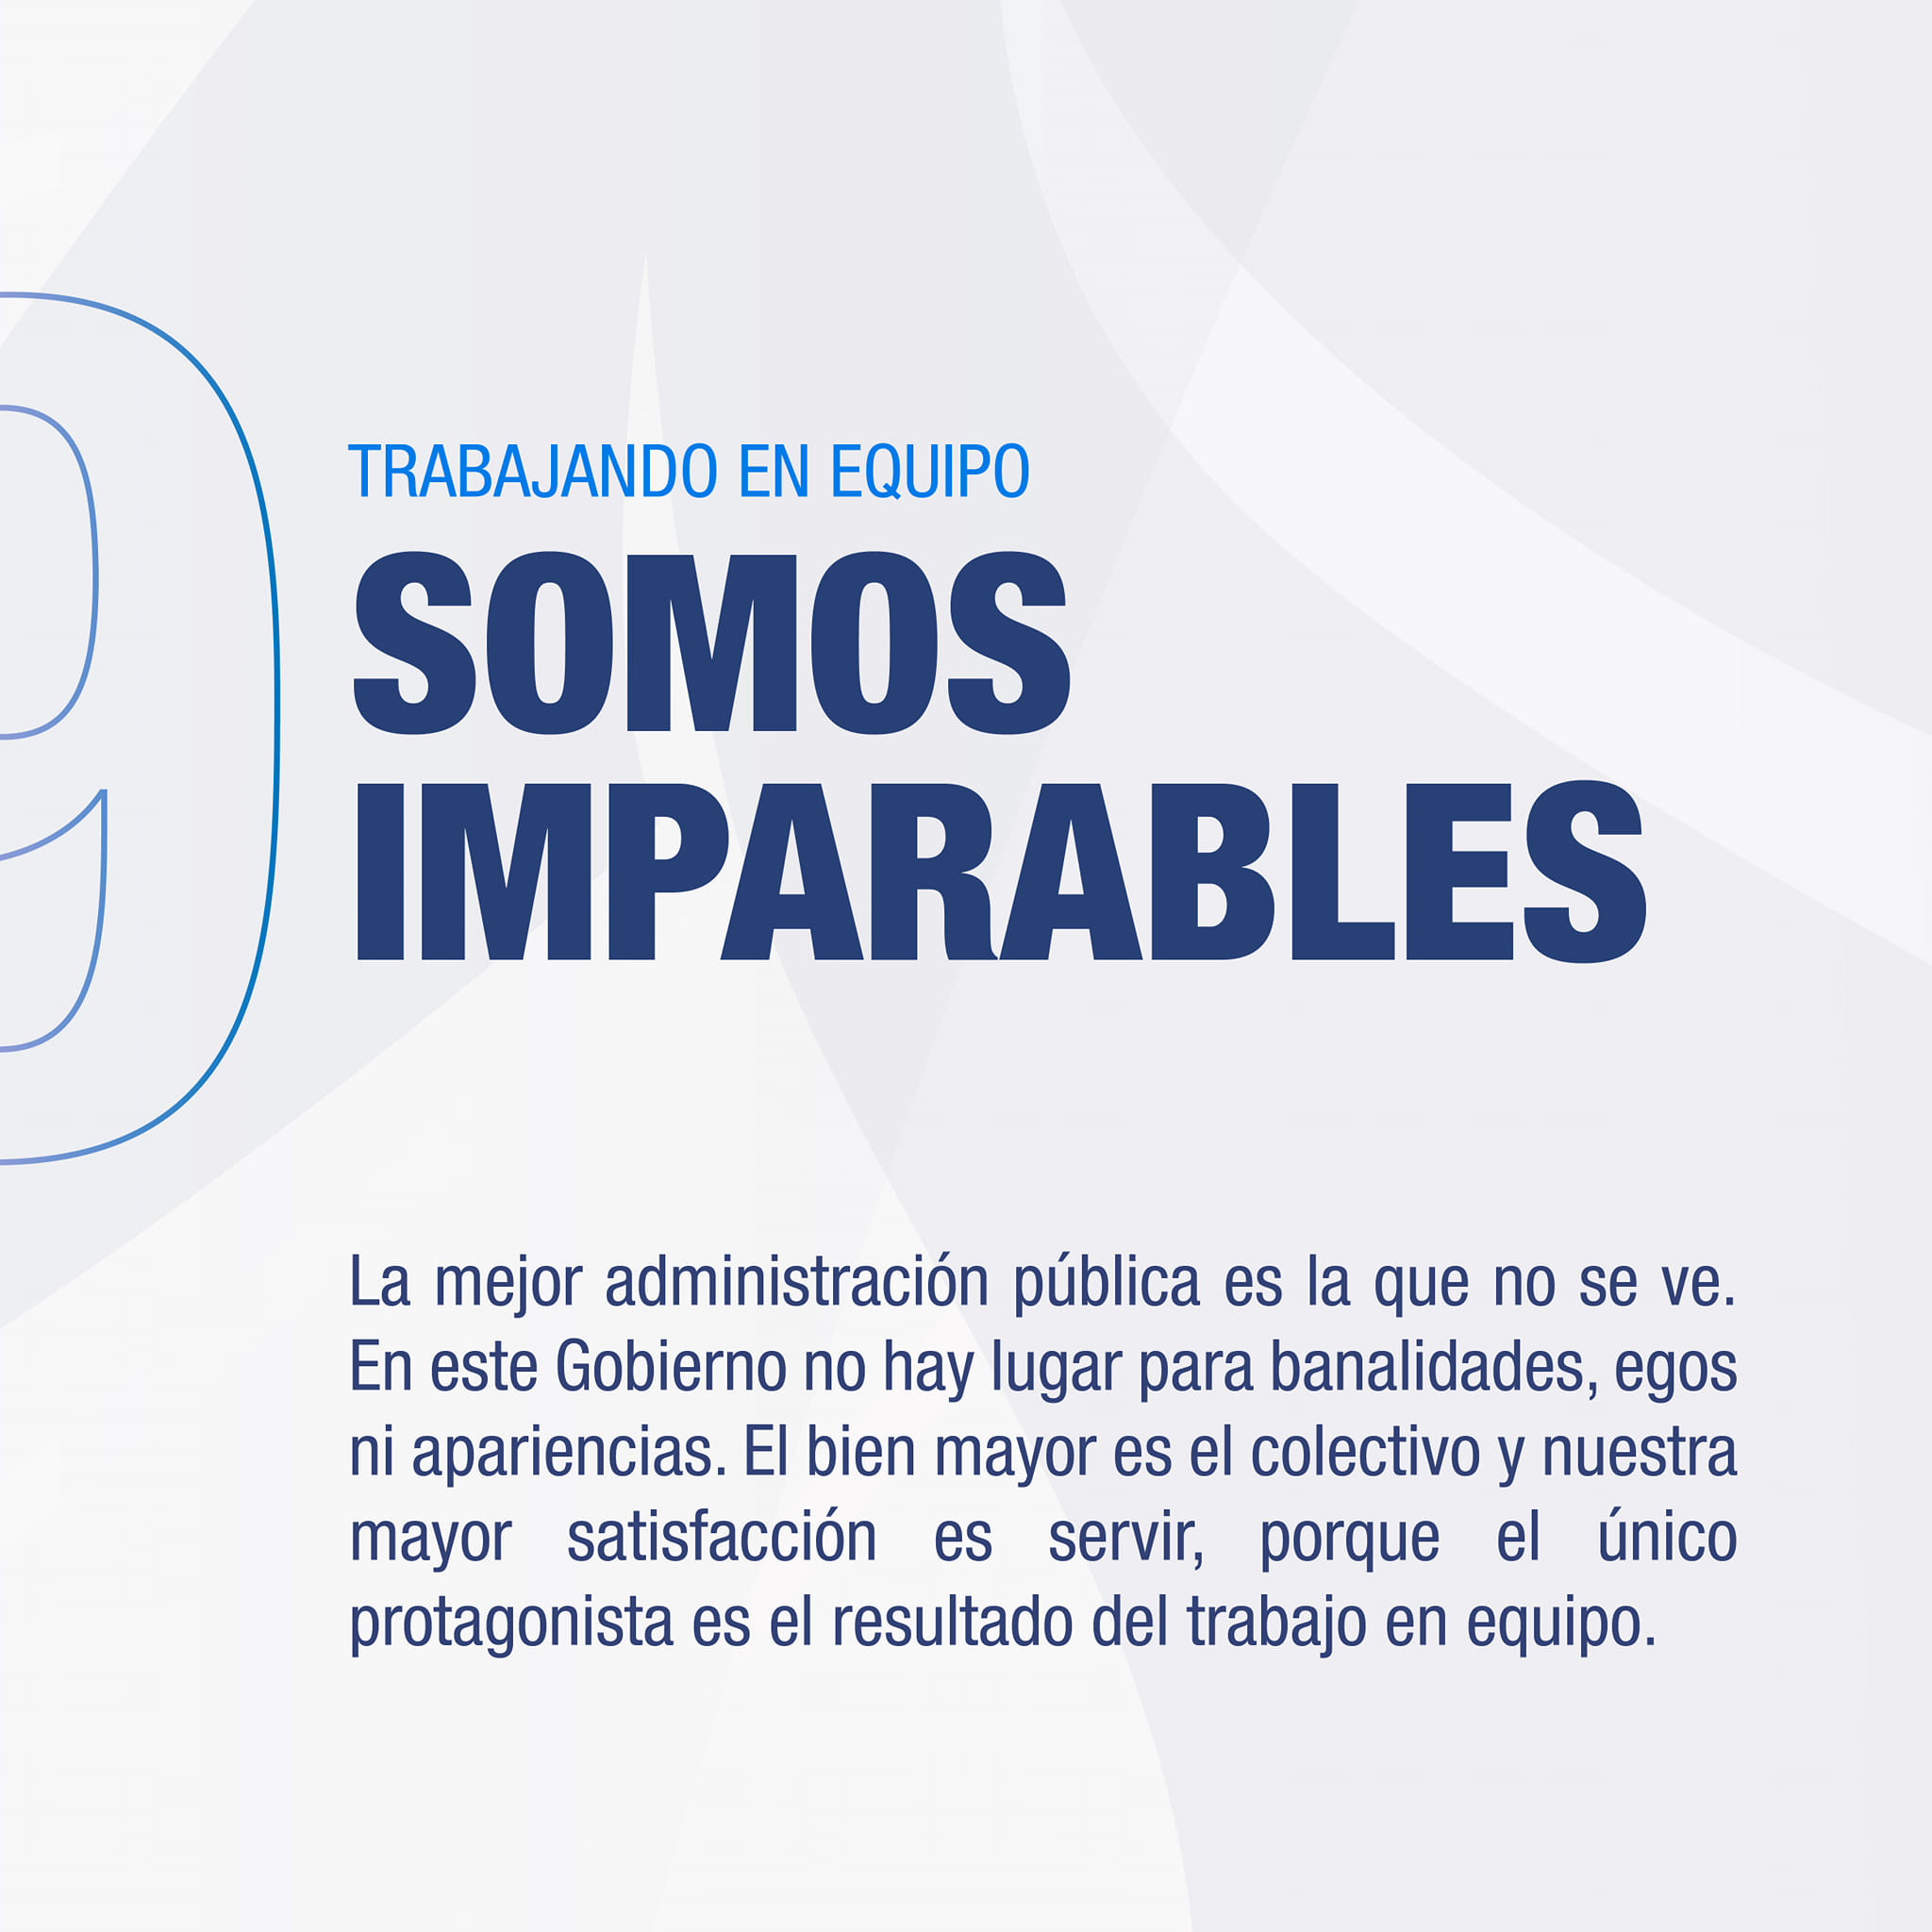 9
TRABAJANDO EN EQUIPO
SOMOS
IMPARABLES
La mejor administración pública es la que no se ve.
En este Gobierno no hay lugar para banalidades, egos
ni apariencias. El bien mayor es el colectivo y nuestra
mayor satisfacción es servir, porque el único
protagonista es el resultado del trabajo en equipo.